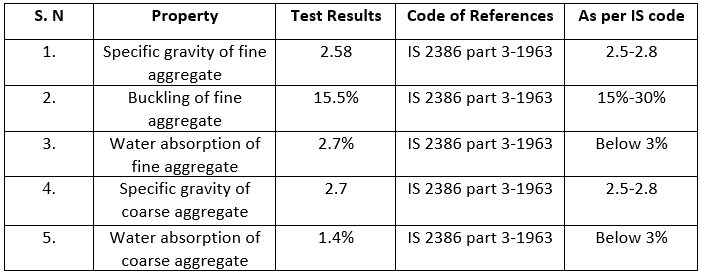 S. N Property Test Results Code of References As per IS code
1. Specific gravity of fine 2.58 IS 2386 part 3-1963 2.5-2.8
aggregate
2. Buckling of fine 15.5% IS 2386 part 3-1963 15%-30%
aggregate
3. Water absorption of 2.7% IS 2386 part 3-1963 Below 3%
fine aggregate
4. Specific gravity of 2.7 IS 2386 part 3-1963 2.5-2.8
coarse aggregate
5. Water absorption of 1.4% IS 2386 part 3-1963 Below 3%
coarse aggregate